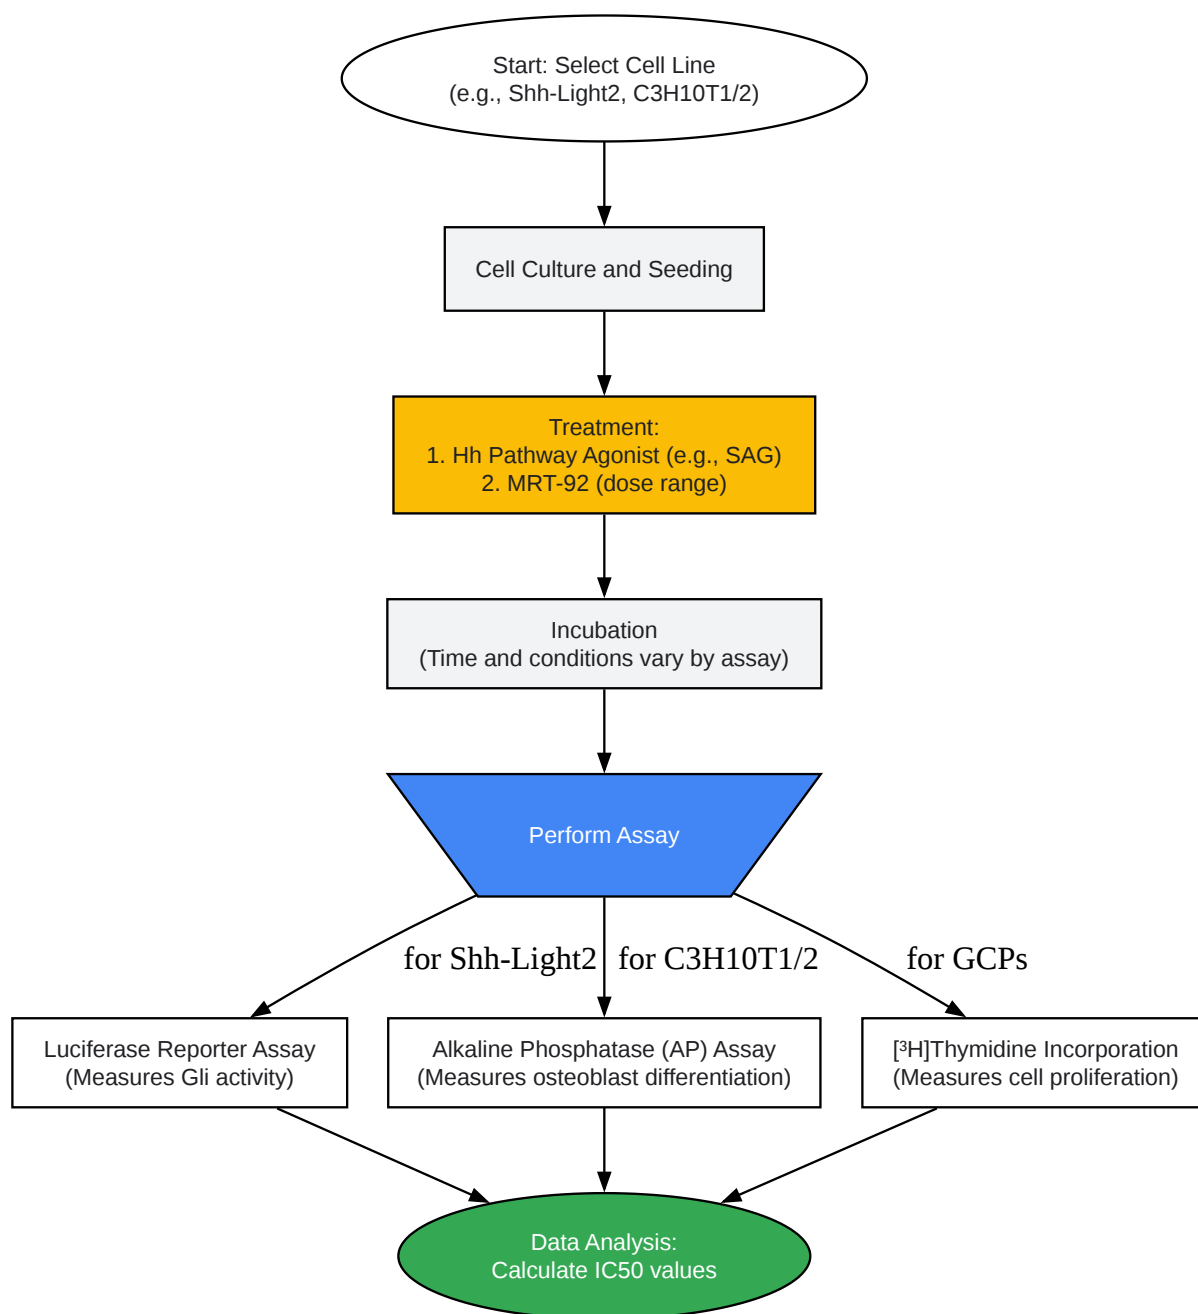 Start: Select Cell Line
(e.g., Shh-Light2, C3H10T1/2)
Cell Culture and Seeding
Treatment:
1. Hh Pathway Agonist (e.g., SAG)
2. MRT-92 (dose range)
Incubation
(Time and conditions vary by assay)
Perform Assay
for Shh-Light2
for C3H10T1/2
for GCPs
Luciferase Reporter Assay
(Measures Gli activity)
Alkaline Phosphatase (AP) Assay
(Measures osteoblast differentiation)
[³H]Thymidine Incorporation
(Measures cell proliferation)
Data Analysis:
Calculate IC50 values